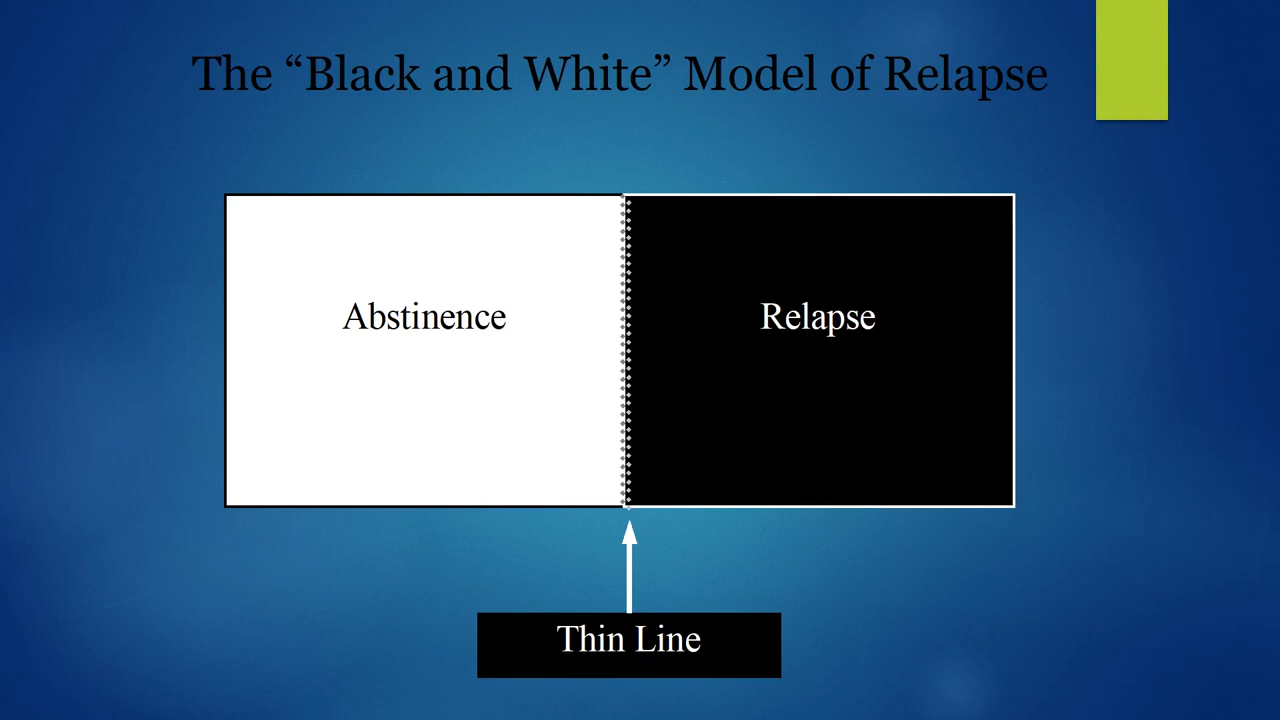 The “Black and White” Model of Relapse
Abstinence
Relapse
Thin Line